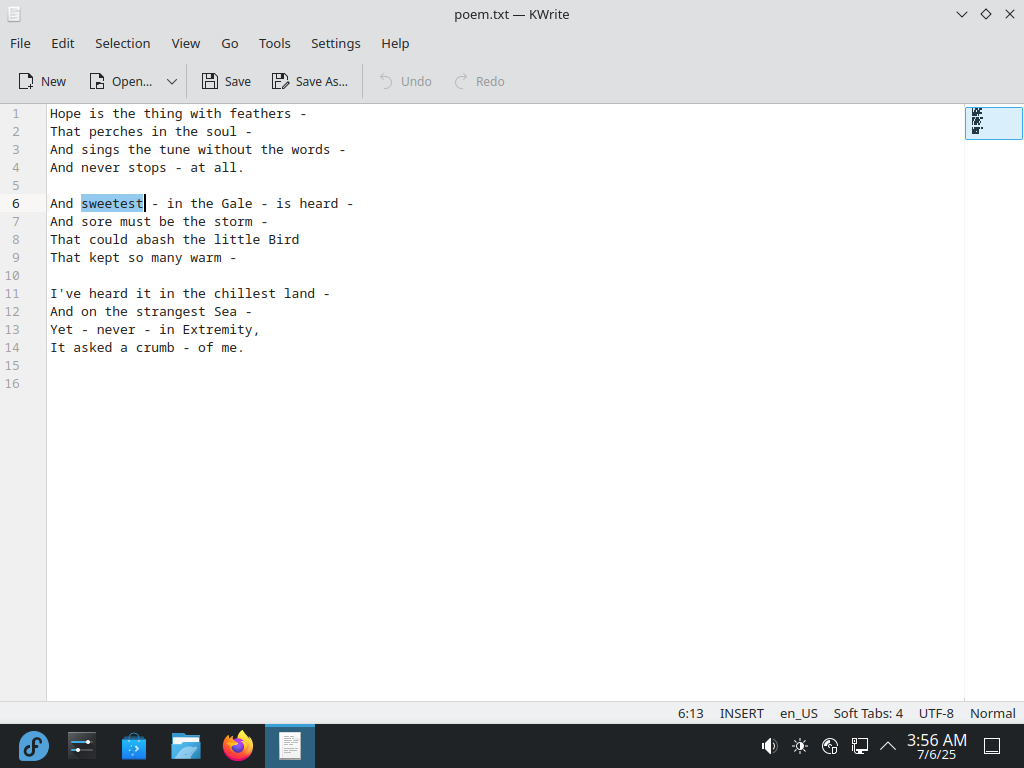 poem.txt — KWrite
File Edit Selection View Go Tools Settings Help
New Open... Save Save As... Undo Redo
1 Hope is the thing with feathers -
2 That perches in the soul -
3 And sings the tune without the words -
4 And never stops - at all.
5
6 And sweetest - in the Gale - is heard -
7 And sore must be the storm -
8 That could abash the little Bird
9 That kept so many warm -
10
11 I've heard it in the chillest land -
12 And on the strangest Sea -
13 Yet - never - in Extremity,
14 It asked a crumb - of me.
15
16
6:13 INSERT en_US Soft Tabs: 4 UTF-8 Normal
3:56 AM
7/6/25